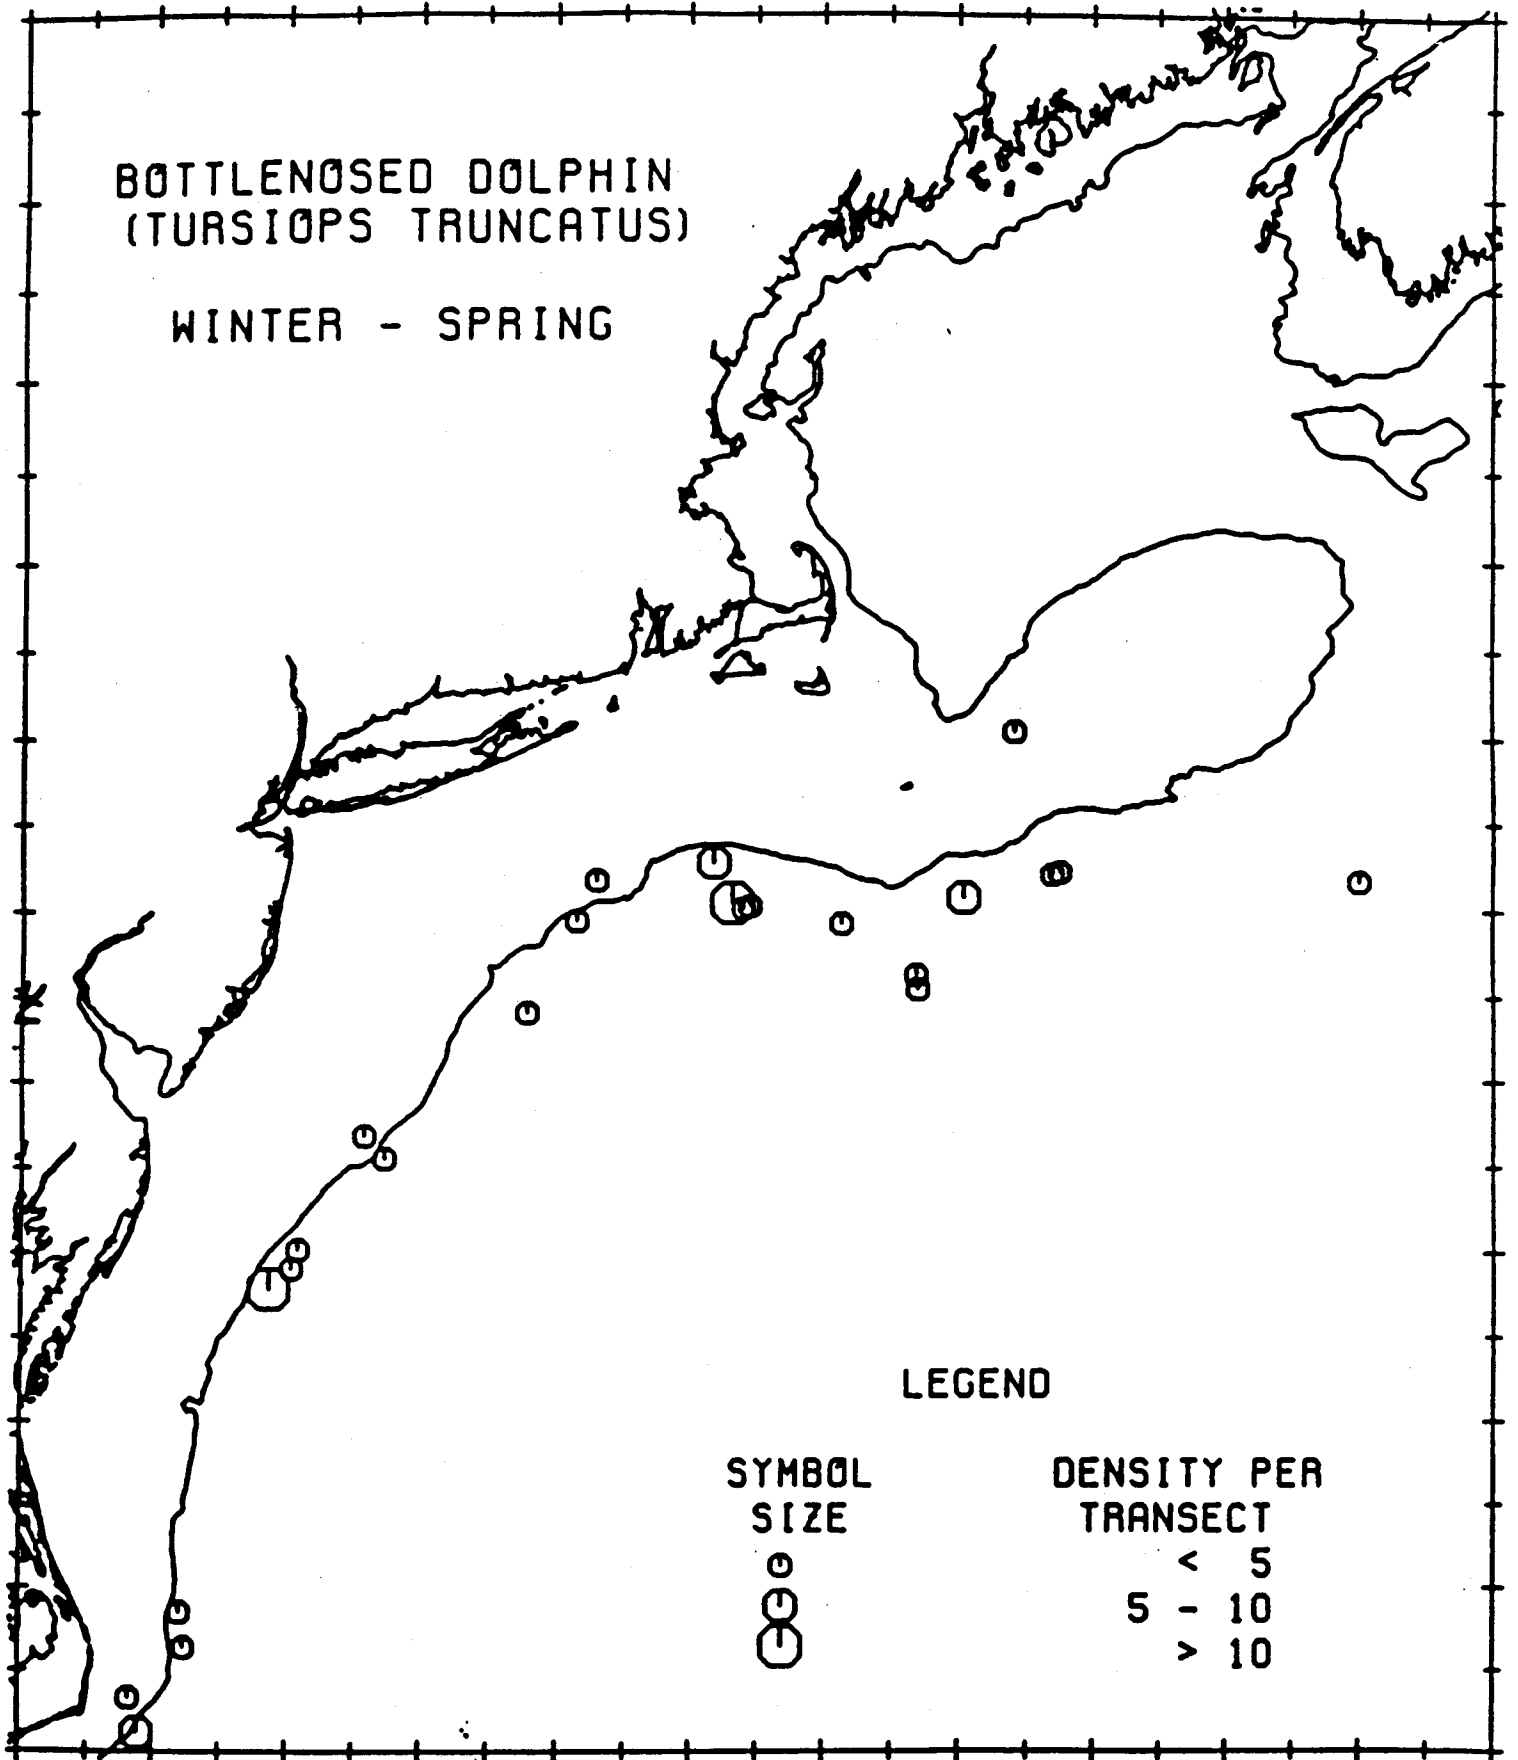 BOTTLENOSED DOLPHIN
(TURSIOPS TRUNCATUS)
WINTER - SPRING
LEGEND
SYMBOL SIZE
DENSITY PER TRANSECT
< 5
5 - 10
> 10